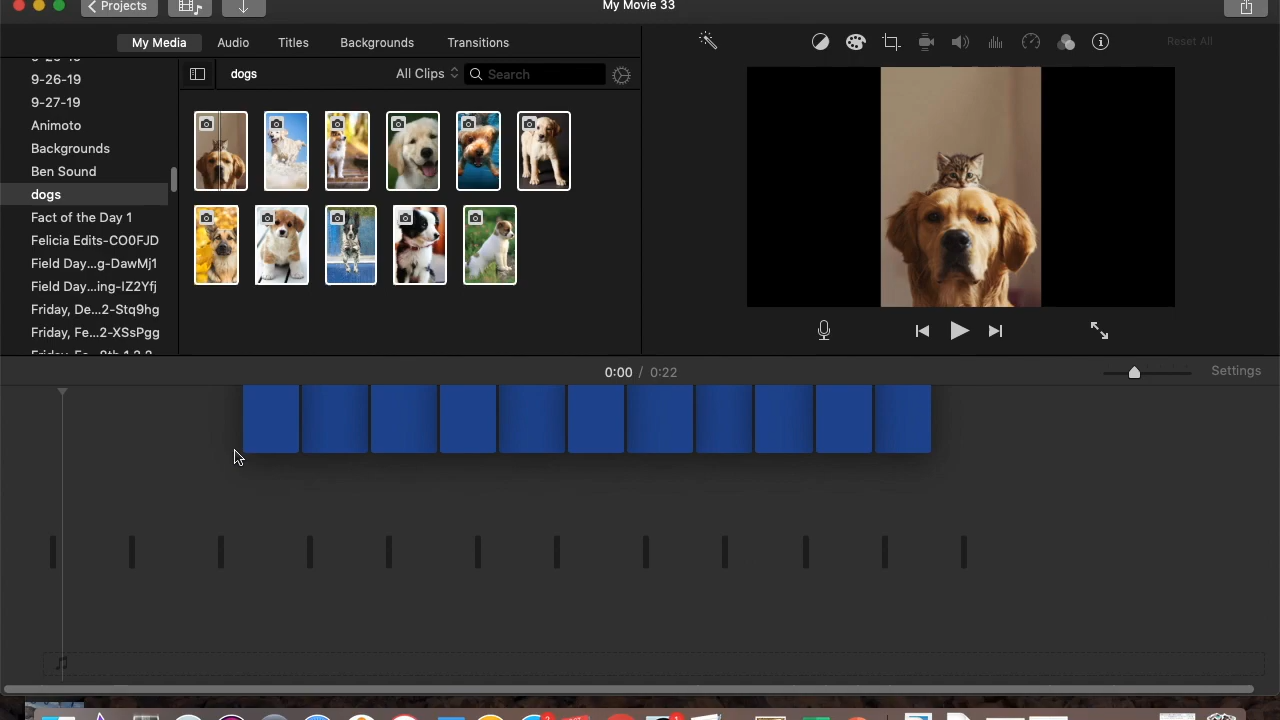 Projects
My Movie 33
My Media
Audio
Titles
Backgrounds
Transitions
Reset All
9-26-19
9-27-19
Animoto
Backgrounds
Ben Sound
dogs
Fact of the Day 1
Felicia Edits-CO0FJD
Field Day...g-DawMj1
Field Day...ing-IZ2Yfj
Friday, De...2-Stq9hg
Friday, Fe...2-XSsPgg
dogs
All Clips
Search
0:00 / 0:22
Settings